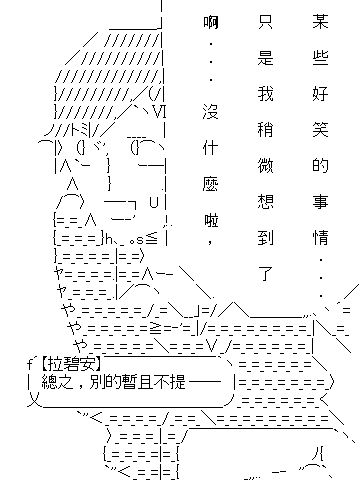 啊..沒什麼啦，
只是我稍微想到了
某些好笑的事情...
【拉碧安】
總之，別的暫且不提──